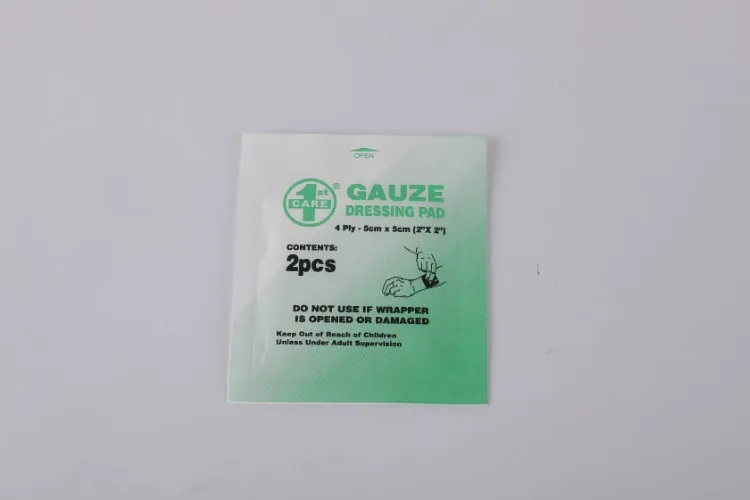 OPEN
1st
CARE
®
GAUZE
DRESSING PAD
4 Ply - 5cm x 5cm (2"X 2")
CONTENTS:
2pcs
DO NOT USE IF WRAPPER
IS OPENED OR DAMAGED
Keep Out of Reach of Children
Unless Under Adult Supervision